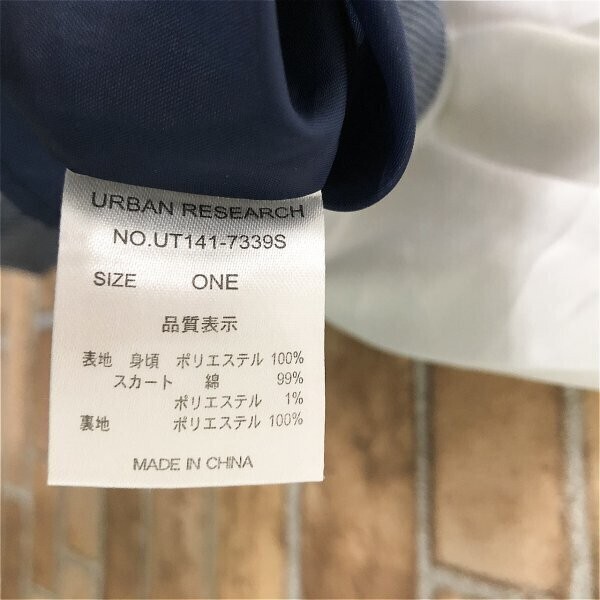 URBAN RESEARCH
NO.UT141-7339S
SIZE ONE
品質表示
表地 身頃 ポリエステル 100%
スカート 綿 99%
ポリエステル 1%
裏地 ポリエステル 100%
MADE IN CHINA